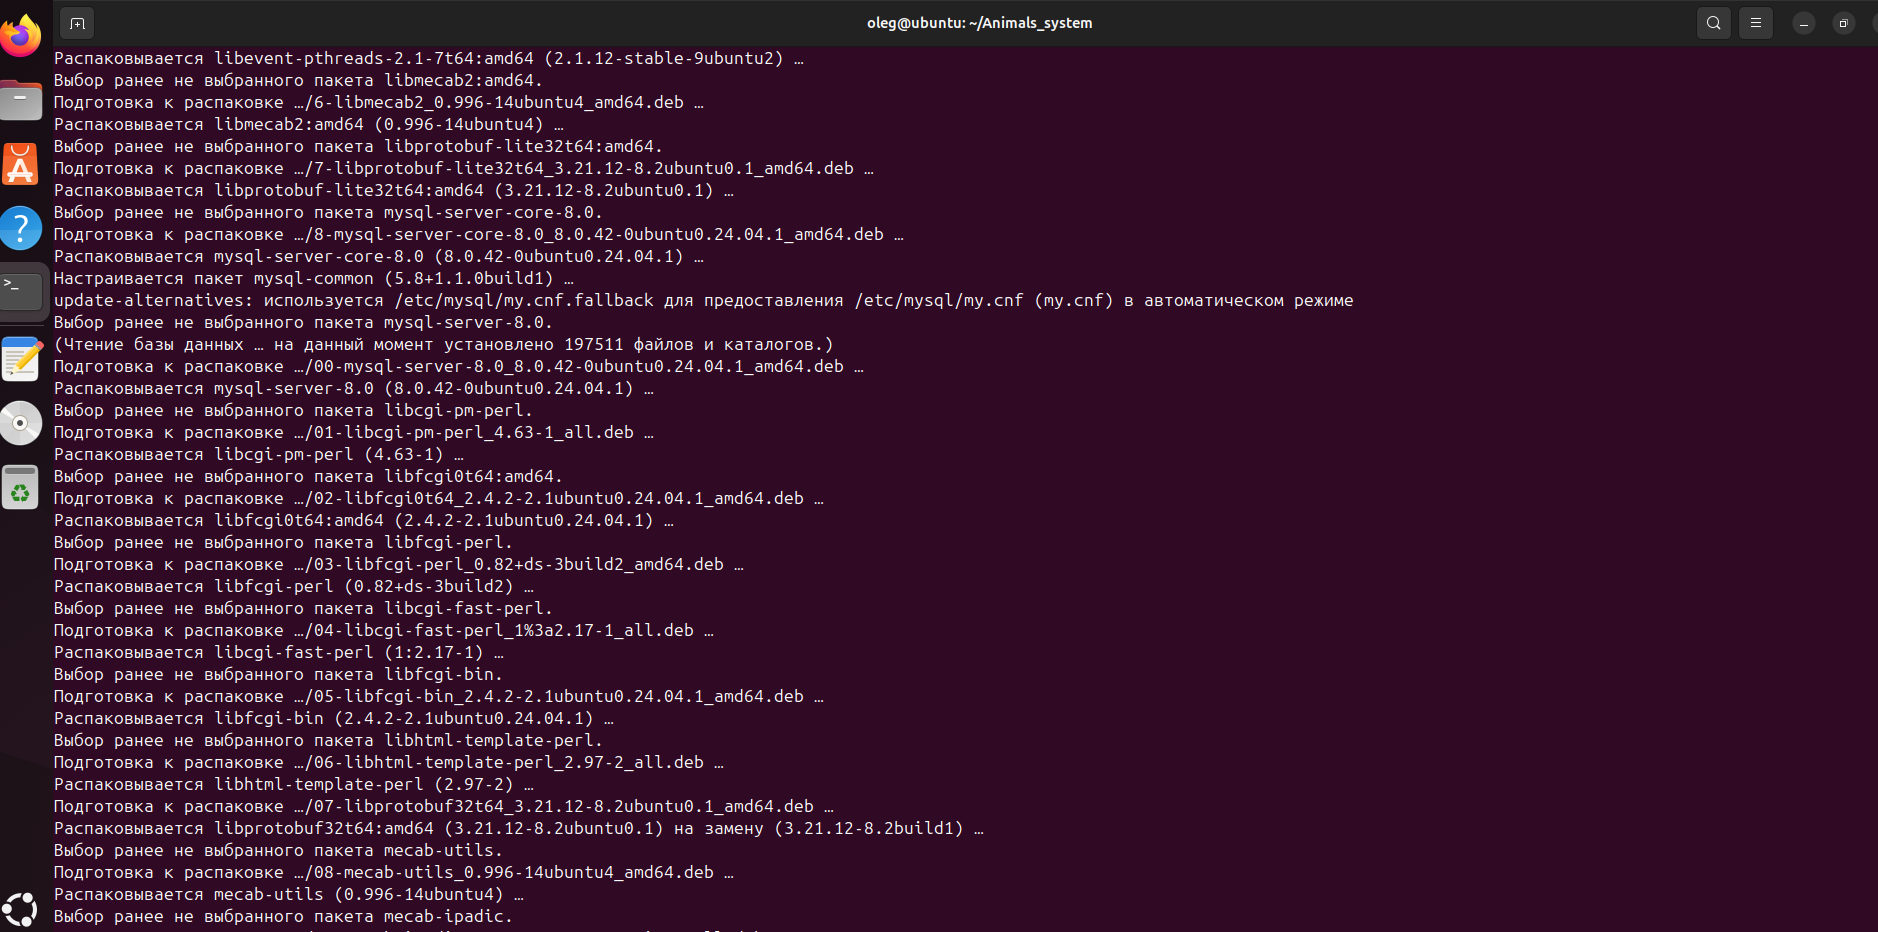 oleg@ubuntu: ~/Animals_system
Распаковывается libevent-pthreads-2.1-7t64:amd64 (2.1.12-stable-9ubuntu2) …
Выбор ранее не выбранного пакета libmecab2:amd64.
Подготовка к распаковке …/6-libmecab2_0.996-14ubuntu4_amd64.deb …
Распаковывается libmecab2:amd64 (0.996-14ubuntu4) …
Выбор ранее не выбранного пакета libprotobuf-lite32t64:amd64.
Подготовка к распаковке …/7-libprotobuf-lite32t64_3.21.12-8.2ubuntu0.1_amd64.deb …
Распаковывается libprotobuf-lite32t64:amd64 (3.21.12-8.2ubuntu0.1) …
Выбор ранее не выбранного пакета mysql-server-core-8.0.
Подготовка к распаковке …/8-mysql-server-core-8.0_8.0.42-0ubuntu0.24.04.1_amd64.deb …
Распаковывается mysql-server-core-8.0 (8.0.42-0ubuntu0.24.04.1) …
Настраивается пакет mysql-common (5.8+1.1.0build1) …
update-alternatives: используется /etc/mysql/my.cnf.fallback для предоставления /etc/mysql/my.cnf (my.cnf) в автоматическом режиме
Выбор ранее не выбранного пакета mysql-server-8.0.
(Чтение базы данных … на данный момент установлено 197511 файлов и каталогов.)
Подготовка к распаковке …/00-mysql-server-8.0_8.0.42-0ubuntu0.24.04.1_amd64.deb …
Распаковывается mysql-server-8.0 (8.0.42-0ubuntu0.24.04.1) …
Выбор ранее не выбранного пакета libcgi-pm-perl.
Подготовка к распаковке …/01-libcgi-pm-perl_4.63-1_all.deb …
Распаковывается libcgi-pm-perl (4.63-1) …
Выбор ранее не выбранного пакета libfcgi0t64:amd64.
Подготовка к распаковке …/02-libfcgi0t64_2.4.2-2.1ubuntu0.24.04.1_amd64.deb …
Распаковывается libfcgi0t64:amd64 (2.4.2-2.1ubuntu0.24.04.1) …
Выбор ранее не выбранного пакета libfcgi-perl.
Подготовка к распаковке …/03-libfcgi-perl_0.82+ds-3build2_amd64.deb …
Распаковывается libfcgi-perl (0.82+ds-3build2) …
Выбор ранее не выбранного пакета libcgi-fast-perl.
Подготовка к распаковке …/04-libcgi-fast-perl_1%3a2.17-1_all.deb …
Распаковывается libcgi-fast-perl (1:2.17-1) …
Выбор ранее не выбранного пакета libfcgi-bin.
Подготовка к распаковке …/05-libfcgi-bin_2.4.2-2.1ubuntu0.24.04.1_amd64.deb …
Распаковывается libfcgi-bin (2.4.2-2.1ubuntu0.24.04.1) …
Выбор ранее не выбранного пакета libhtml-template-perl.
Подготовка к распаковке …/06-libhtml-template-perl_2.97-2_all.deb …
Распаковывается libhtml-template-perl (2.97-2) …
Подготовка к распаковке …/07-libprotobuf32t64_3.21.12-8.2ubuntu0.1_amd64.deb …
Распаковывается libprotobuf32t64:amd64 (3.21.12-8.2ubuntu0.1) на замену (3.21.12-8.2build1) …
Выбор ранее не выбранного пакета mecab-utils.
Подготовка к распаковке …/08-mecab-utils_0.996-14ubuntu4_amd64.deb …
Распаковывается mecab-utils (0.996-14ubuntu4) …
Выбор ранее не выбранного пакета mecab-ipadic.